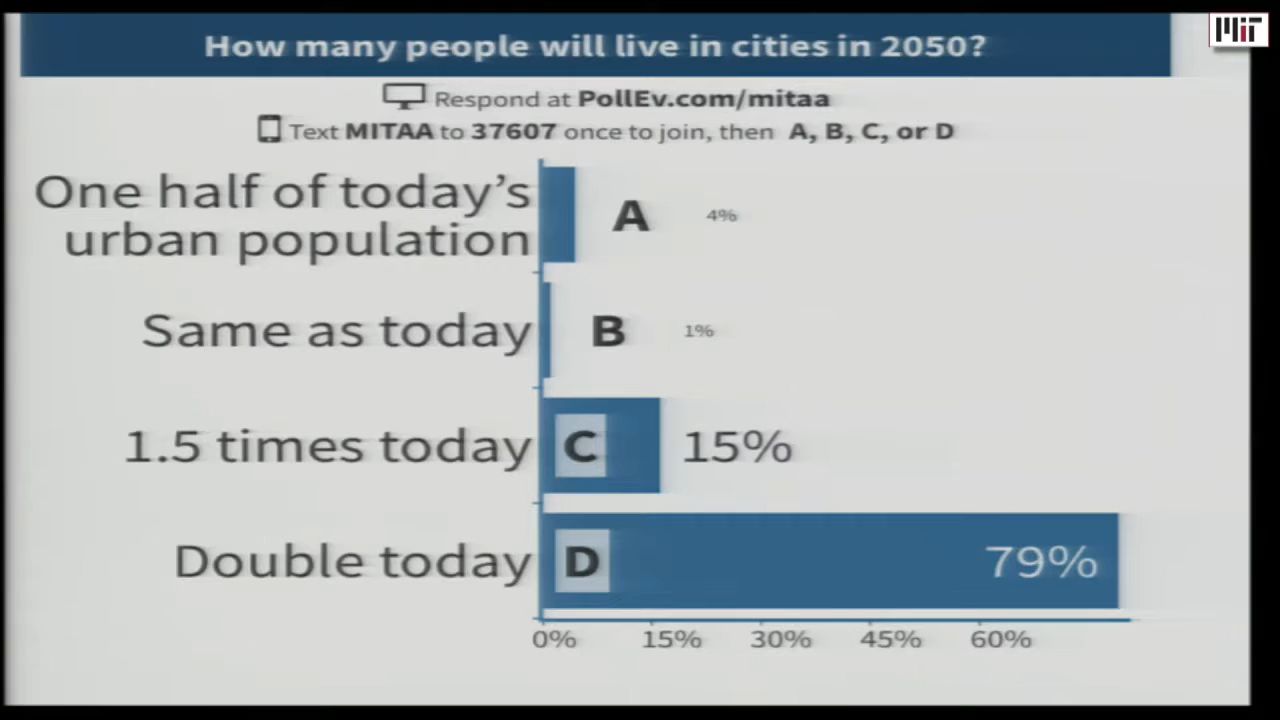 How many people will live in cities in 2050?
MIT
Respond at PollEv.com/mitaa
Text MITAA to 37607 once to join, then A, B, C, or D
One half of today's
urban population
A 4%
Same as today B 1%
1.5 times today C 15%
Double today D 79%
0% 15% 30% 45% 60%